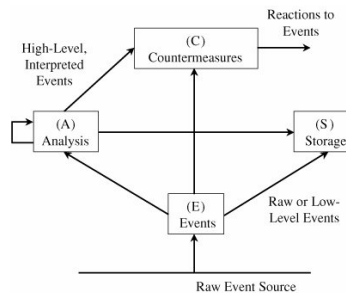 Reactions to
Events
(C)
Countermeasures
High-Level,
Interpreted
Events
(A)
Analysis
(S)
Storage
(E)
Events
Raw or Low-
Level Events
Raw Event Source